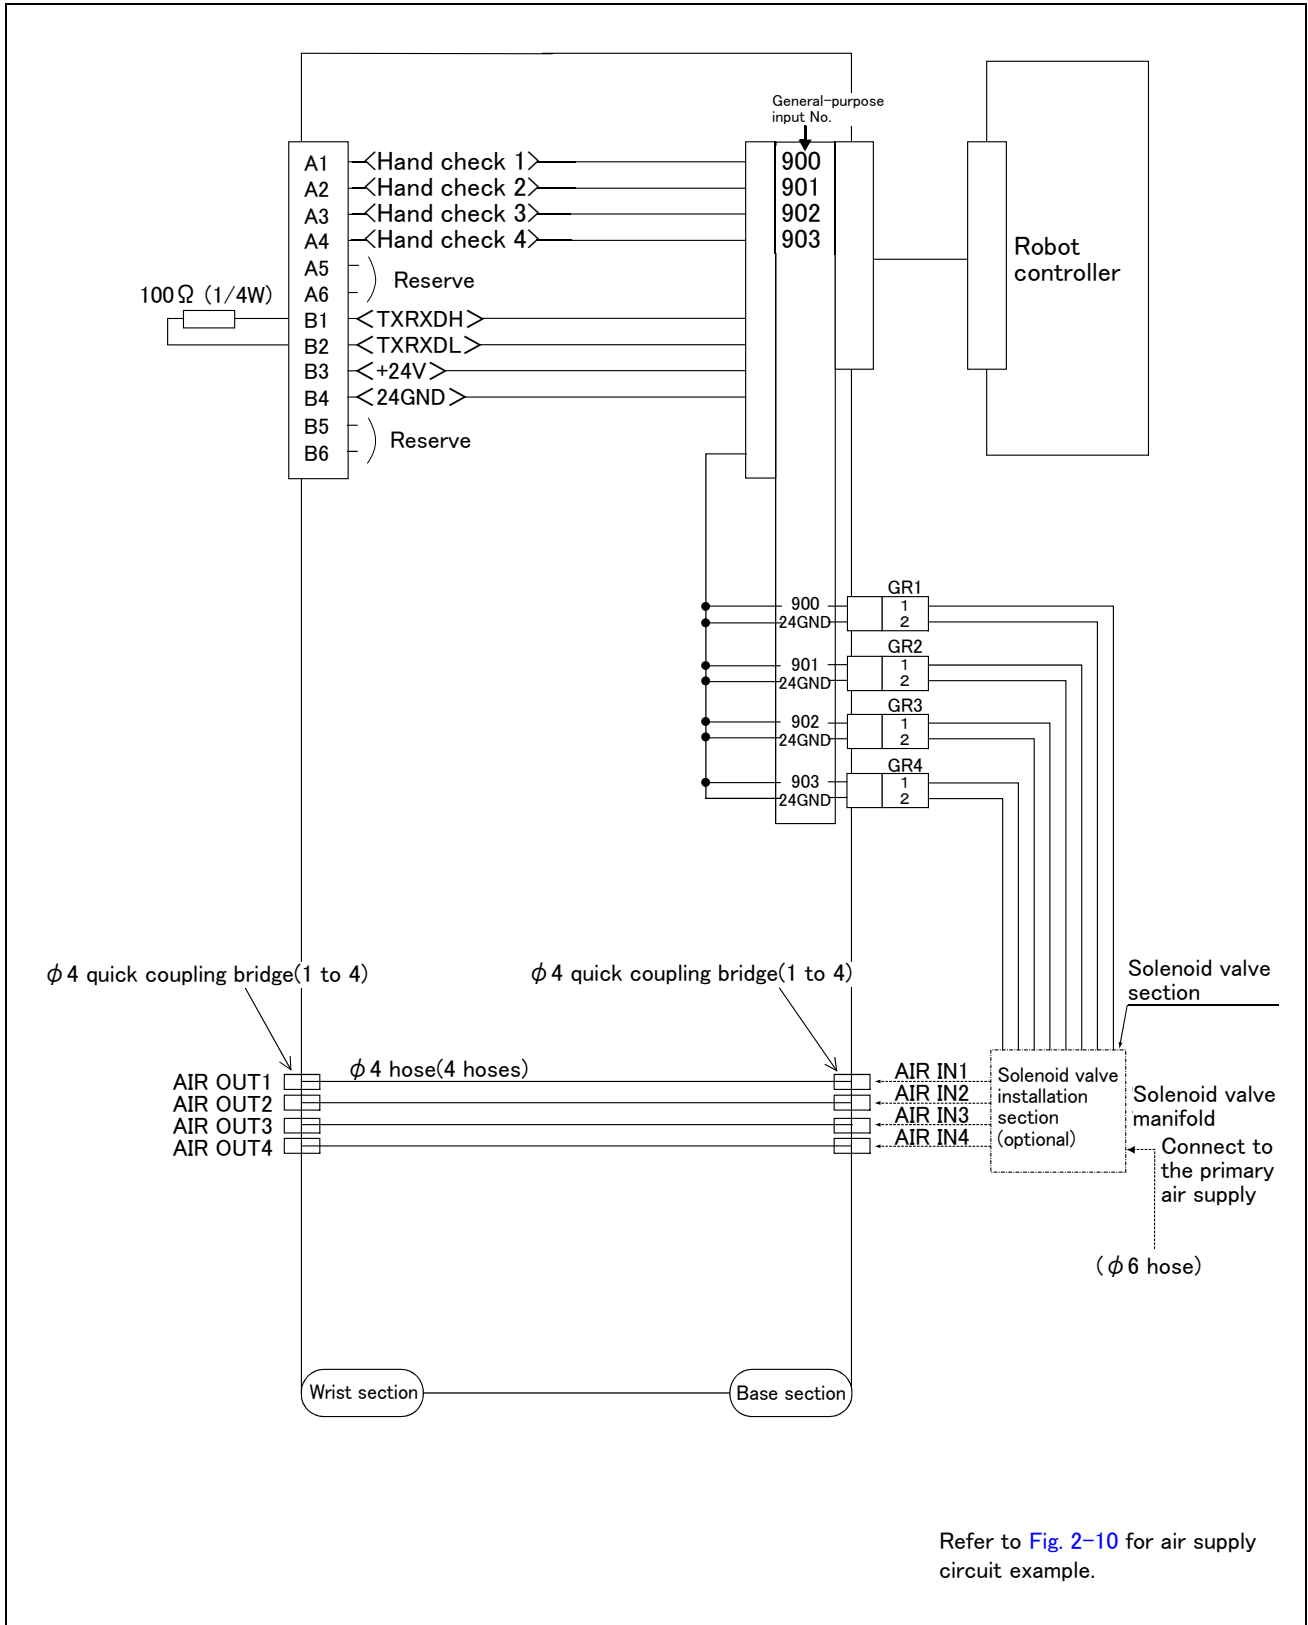 General-purpose
input No.
A1 <Hand check 1> 900
A2 <Hand check 2> 901
A3 <Hand check 3> 902
A4 <Hand check 4> 903
Robot
controller
A5
A6
Reserve
100Ω (1/4W)
B1 <TXRXDH>
B2 <TXRXDL>
B3 <+24V>
B4 <24GND>
B5
B6
Reserve
GR1
900 1
24GND 2
GR2
901 1
24GND 2
GR3
902 1
24GND 2
GR4
903 1
24GND 2
φ4 quick coupling bridge(1 to 4)
φ4 quick coupling bridge(1 to 4)
Solenoid valve
section
φ4 hose(4 hoses)
AIR OUT1
AIR OUT2
AIR OUT3
AIR OUT4
AIR IN1
AIR IN2
AIR IN3
AIR IN4
Solenoid valve
installation
section
(optional)
Solenoid valve
manifold
Connect to
the primary
air supply
(φ6 hose)
Wrist section
Base section
Refer to Fig. 2-10 for air supply
circuit example.